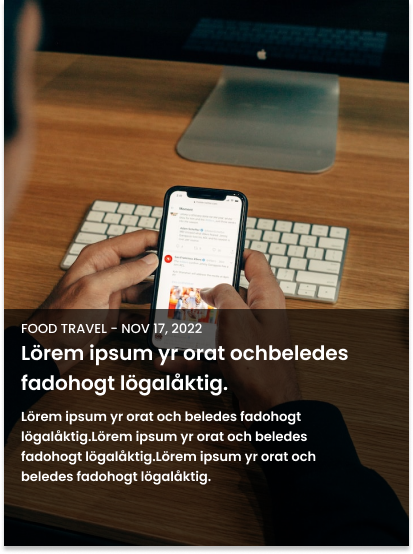 FOOD TRAVEL - NOV 17, 2022
Lörem ipsum yr orat ochbeledes
fadohogt lögalåktig.
Lörem ipsum yr orat och beledes fadohogt
lögalåktig.Lörem ipsum yr orat och beledes
fadohogt lögalåktig.Lörem ipsum yr orat och
beledes fadohogt lögalåktig.